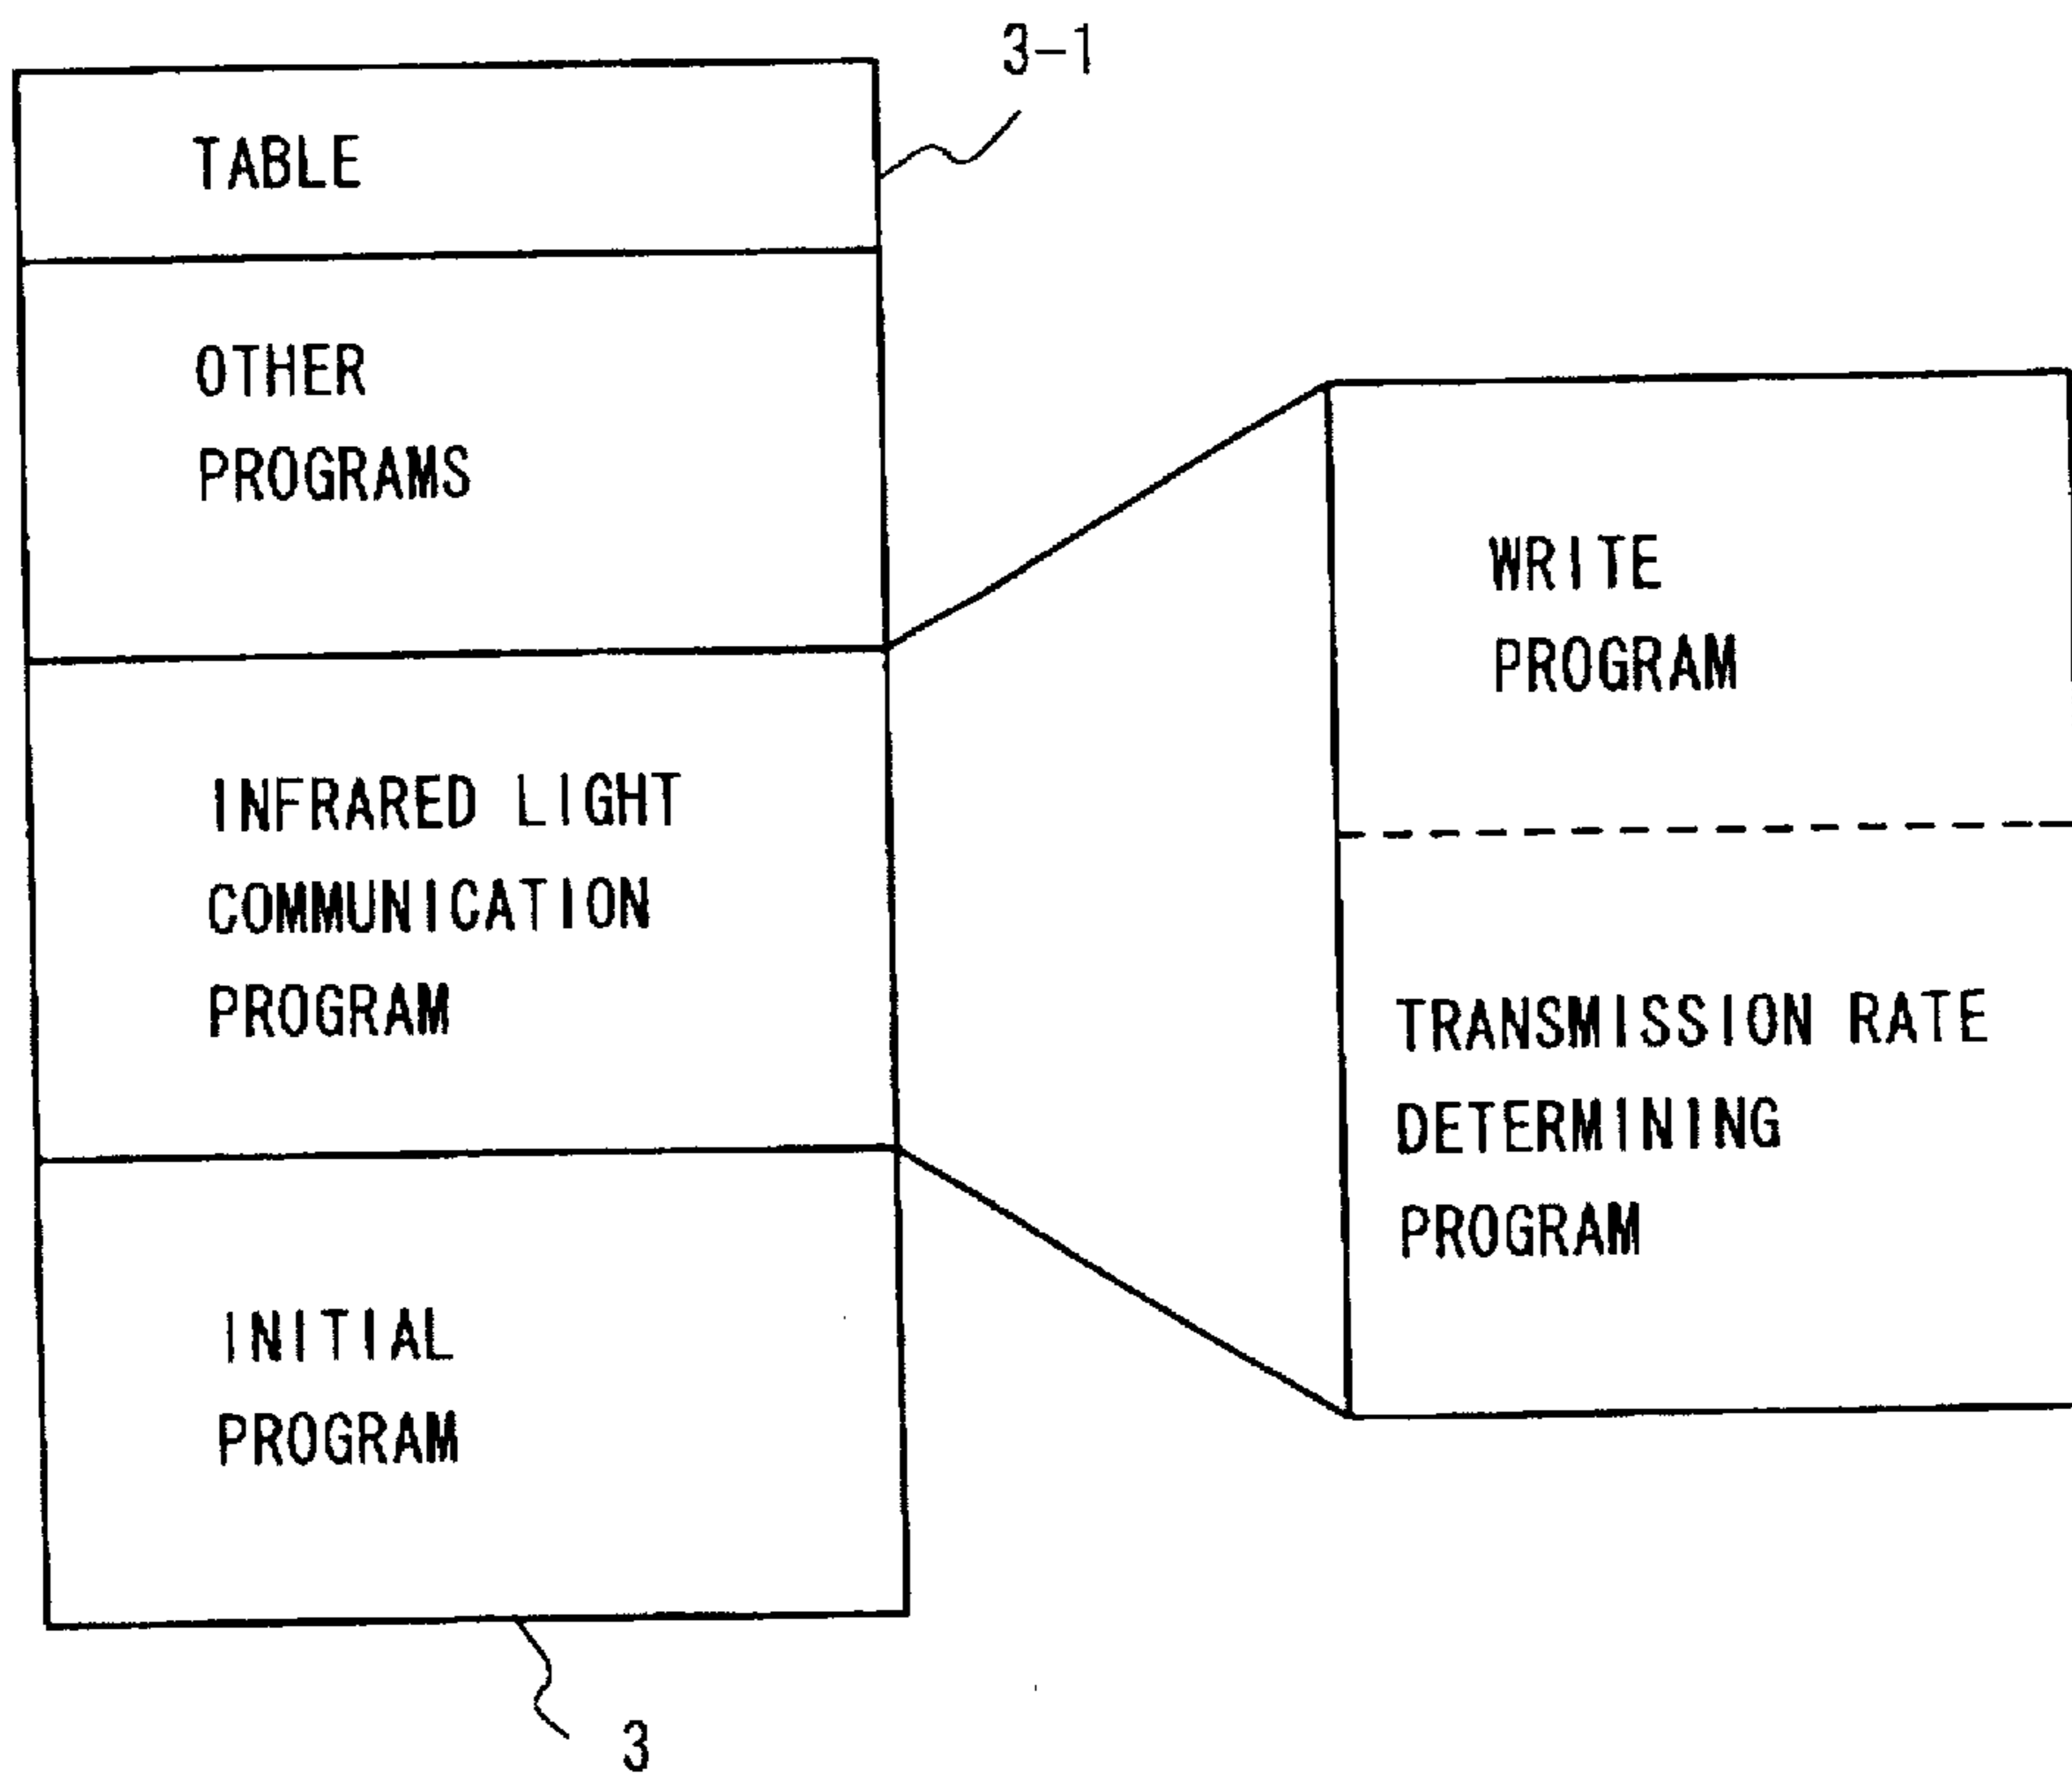 3-1
TABLE
OTHER
PROGRAMS
INFRARED LIGHT
COMMUNICATION
PROGRAM
INITIAL
PROGRAM
3
WRITE
PROGRAM
TRANSMISSION RATE
DETERMINING
PROGRAM